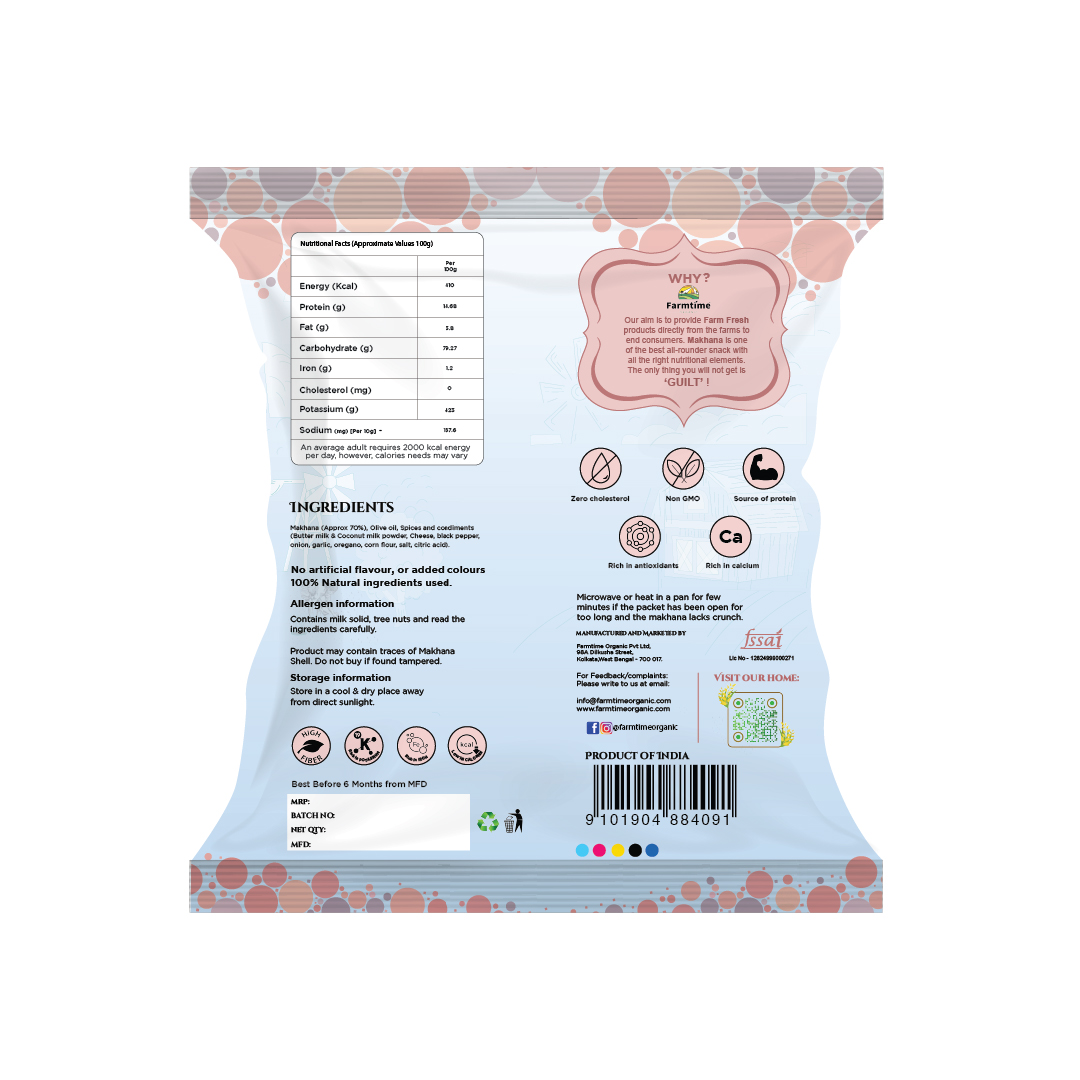 Nutritional Facts (Approximate Values 100g)
Per
100g
Energy (Kcal) 410
Protein (g) 14.68
Fat (g) 3.8
Carbohydrate (g) 79.27
Iron (g) 1.2
Cholesterol (mg) 0
Potassium (g) 423
Sodium (mg) [Per 10g] - 157.6
An average adult requires 2000 kcal energy
per day, however, calories needs may vary
INGREDIENTS
Makhana (Approx 70%), Olive oil, Spices and condiments
(Butter milk & Coconut milk powder, Cheese, black pepper,
onion, garlic, oregano, corn flour, salt, citric acid).
No artificial flavour, or added colours
100% Natural ingredients used.
Allergen information
Contains milk solid, tree nuts and read the
ingredients carefully.
Product may contain traces of Makhana
Shell. Do not buy if found tampered.
Storage information
Store in a cool & dry place away
from direct sunlight.
HIGH
FIBER
19
K
Fe
kcal
Best Before 6 Months from MFD
MRP:
BATCH NO:
NET QTY:
MFD:
WHY?
Farmtime
Our aim is to provide Farm Fresh
products directly from the farms to
end consumers. Makhana is one
of the best all-rounder snack with
all the right nutritional elements.
The only thing you will not get is
‘GUILT’ !
Zero cholesterol
Non GMO
Source of protein
Ca
Rich in antioxidants
Rich in calcium
Microwave or heat in a pan for few
minutes if the packet has been open for
too long and the makhana lacks crunch.
MANUFACTURED AND MARKETED BY
Farmtime Organic Pvt Ltd,
98A Dilkusha Street,
Kolkata,West Bengal - 700 017.
fssai
Lic No- 12824999000271
For Feedback/complaints:
Please write to us at email:
info@farmtimeorganic.com
www.farmtimeorganic.com
@farmtimeorganic
VISIT OUR HOME:
PRODUCT OF INDIA
9 101904 884091